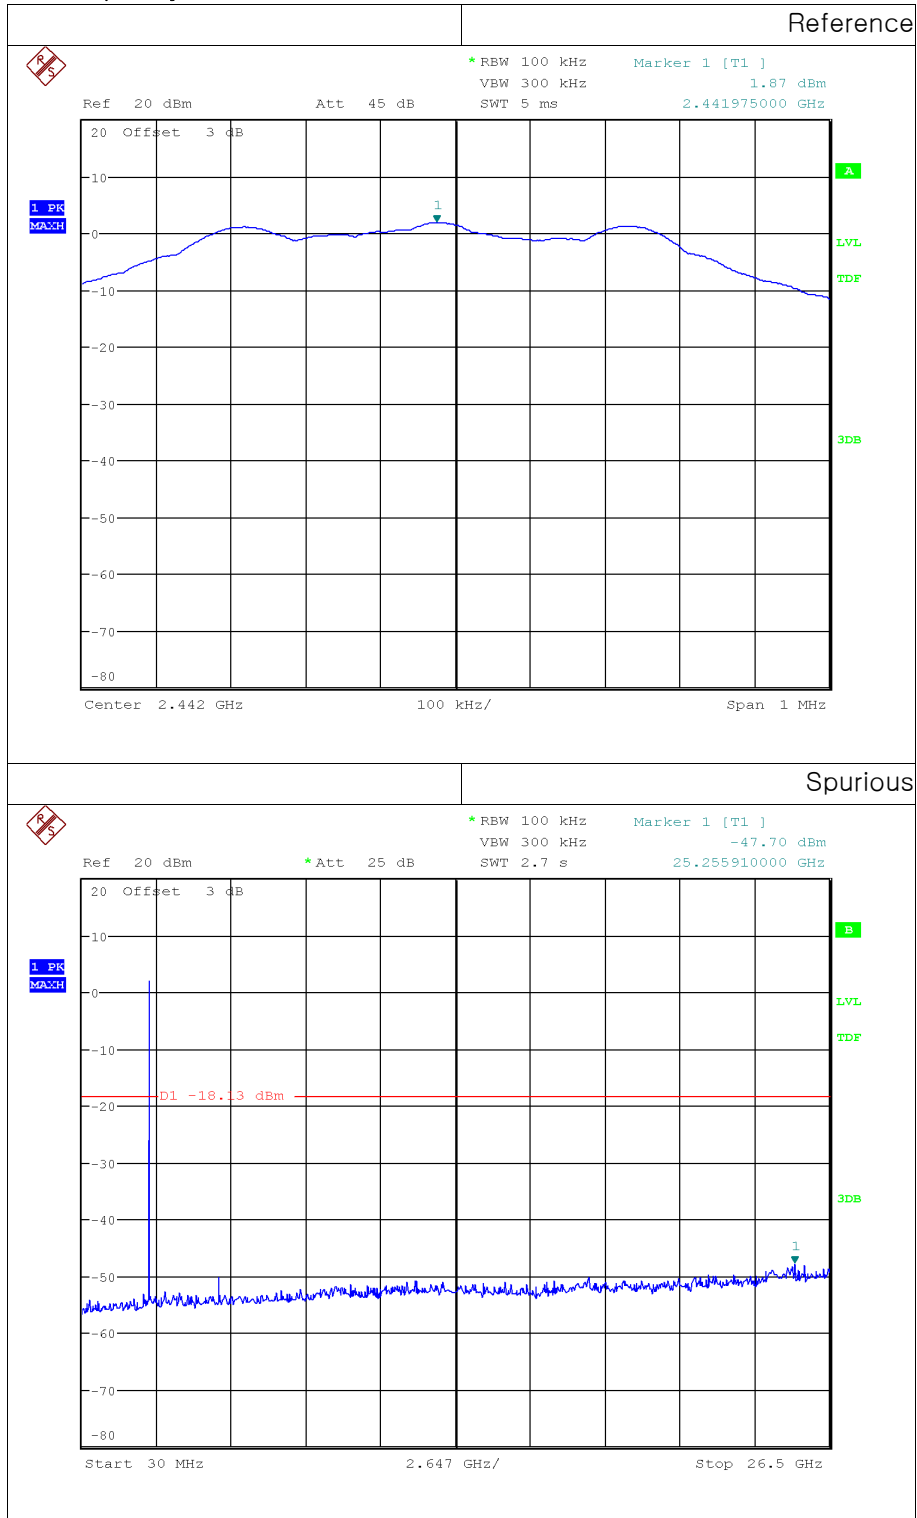 Reference
R S
*RBW 100 kHz Marker 1 [T1 ]
VBW 300 kHz 1.87 dBm
Ref 20 dBm Att 45 dB SWT 5 ms 2.441975000 GHz
20 Offset 3 dB
A
10
1 PK
MAXH
1
0
LVL
TDF
-10
-20
-30
3DB
-40
-50
-60
-70
-80
Center 2.442 GHz 100 kHz/ Span 1 MHz
Spurious
R S
*RBW 100 kHz Marker 1 [T1 ]
VBW 300 kHz -47.70 dBm
Ref 20 dBm *Att 25 dB SWT 2.7 s 25.255910000 GHz
20 Offset 3 dB
B
10
1 PK
MAXH
0
LVL
TDF
-10
D1 -18.13 dBm
-20
-30
3DB
-40
1
-50
-60
-70
-80
Start 30 MHz 2.647 GHz/ Stop 26.5 GHz